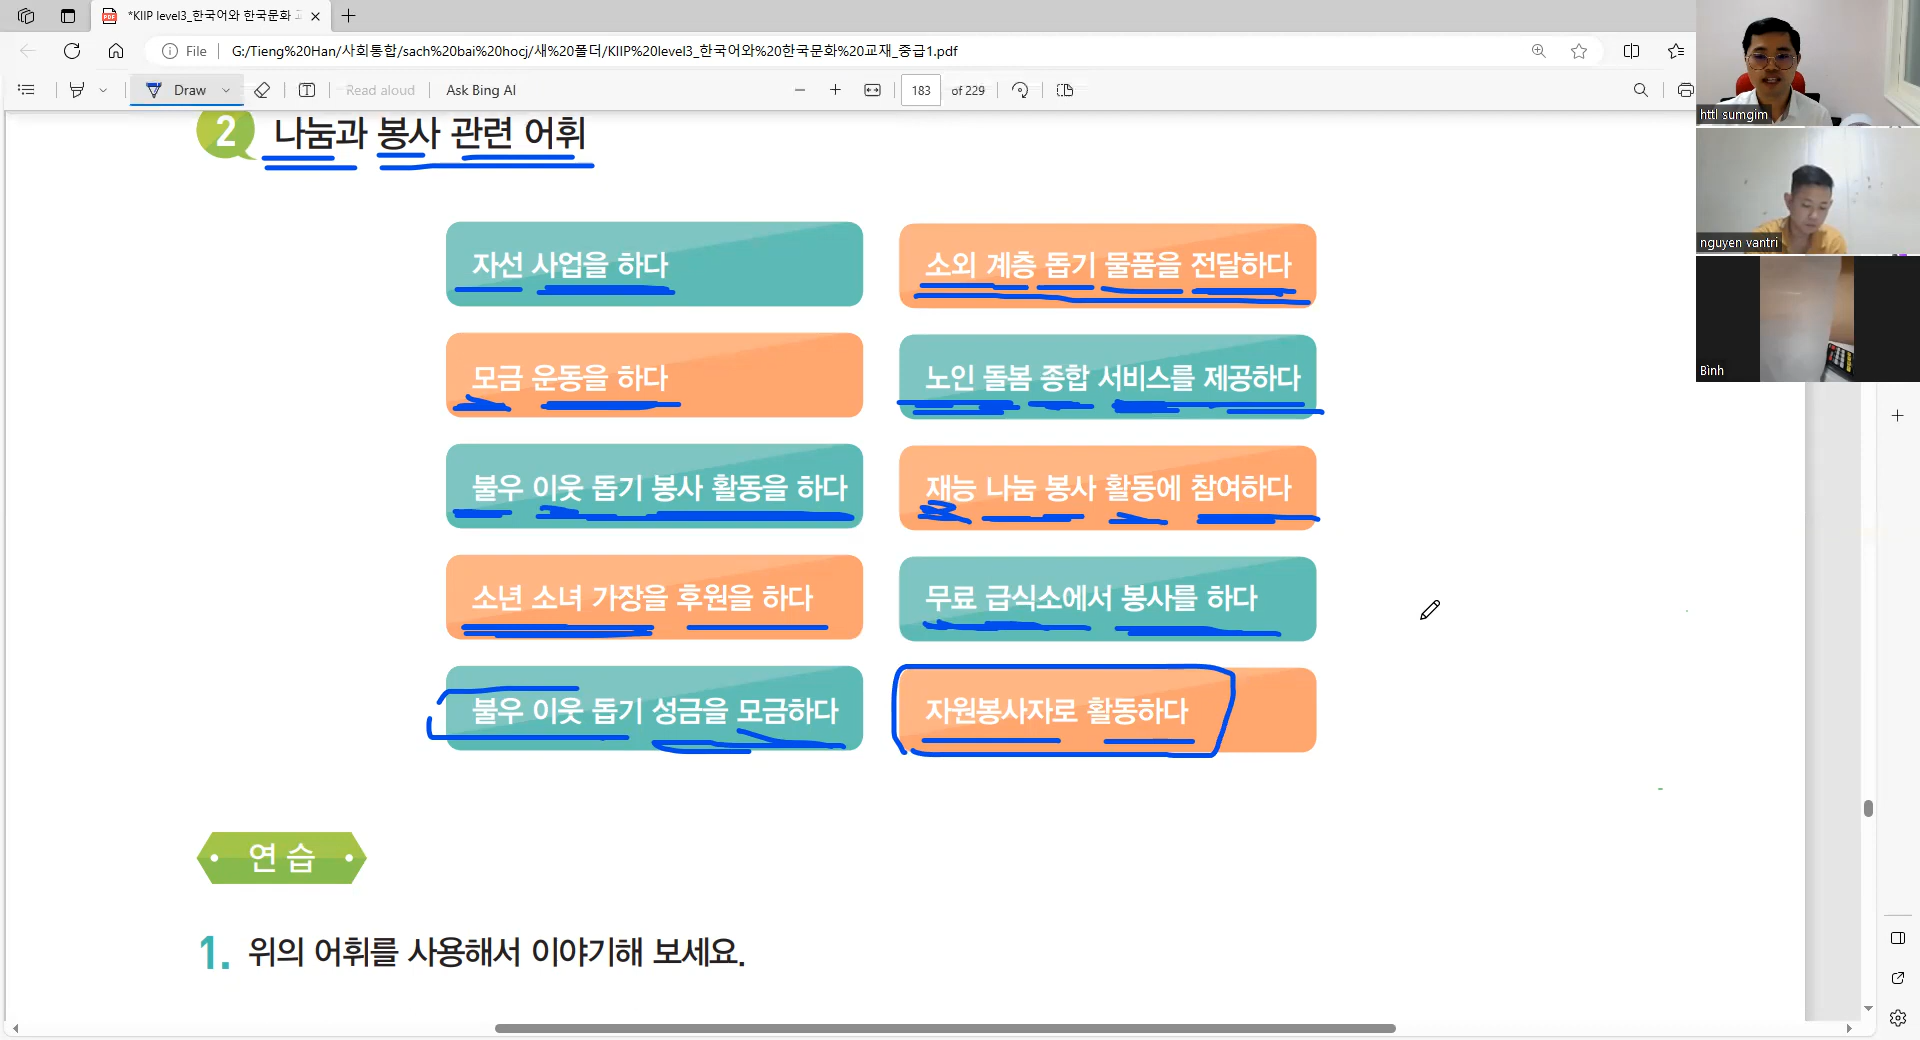 *KIIP level3_한국어와 한국문화
File
G:/Tieng%20Han/사회통합/sach%20bai%20hocj/새%20폴더/KIIP%20level3_한국어와%20한국문화%20교재_중급1.pdf
Draw
Read aloud
Ask Bing AI
183 of 229
httl sumgim
nguyen vantri
Bình
2 나눔과 봉사 관련 어휘
자선 사업을 하다
소외 계층 돕기 물품을 전달하다
모금 운동을 하다
노인 돌봄 종합 서비스를 제공하다
불우 이웃 돕기 봉사 활동을 하다
재능 나눔 봉사 활동에 참여하다
소년 소녀 가장을 후원을 하다
무료 급식소에서 봉사를 하다
불우 이웃 돕기 성금을 모금하다
자원봉사자로 활동하다
연 습
1. 위의 어휘를 사용해서 이야기해 보세요.